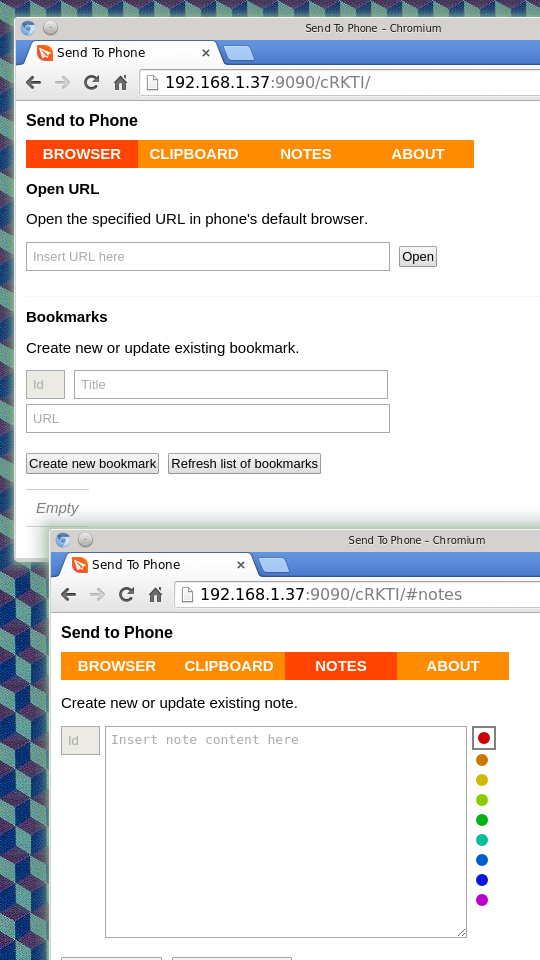 Send To Phone – Chromium
Send To Phone
192.168.1.37:9090/cRKTI/
Send to Phone
BROWSER CLIPBOARD NOTES ABOUT
Open URL
Open the specified URL in phone's default browser.
Insert URL here Open
Bookmarks
Create new or update existing bookmark.
Id Title
URL
Create new bookmark Refresh list of bookmarks
Empty
Send To Phone – Chromium
Send To Phone
192.168.1.37:9090/cRKTI/#notes
Send to Phone
BROWSER CLIPBOARD NOTES ABOUT
Create new or update existing note.
Id Insert note content here